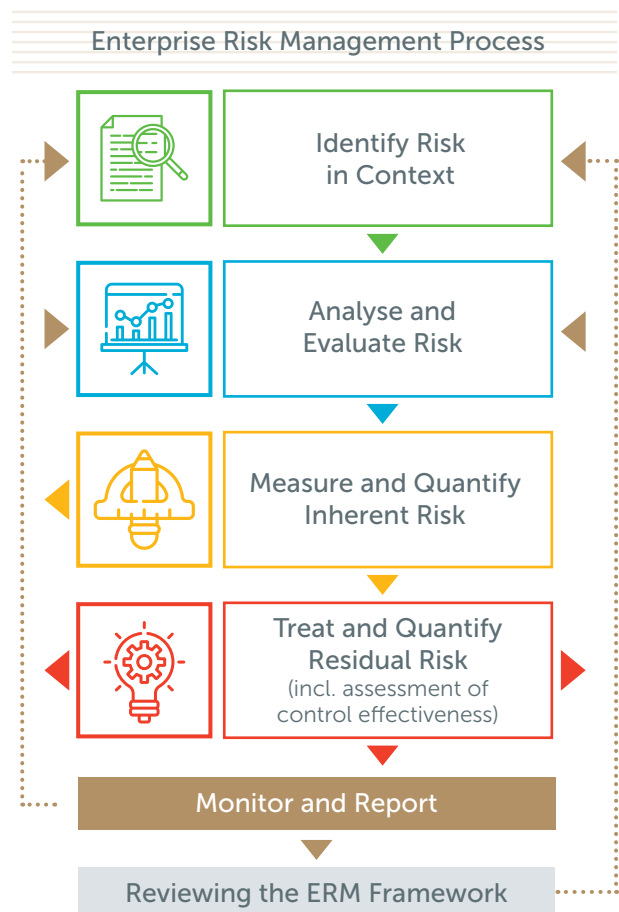 Enterprise Risk Management Process
Identify Risk
in Context
Analyse and
Evaluate Risk
Measure and Quantify
Inherent Risk
Treat and Quantify
Residual Risk
(incl. assessment of
control effectiveness)
Monitor and Report
Reviewing the ERM Framework